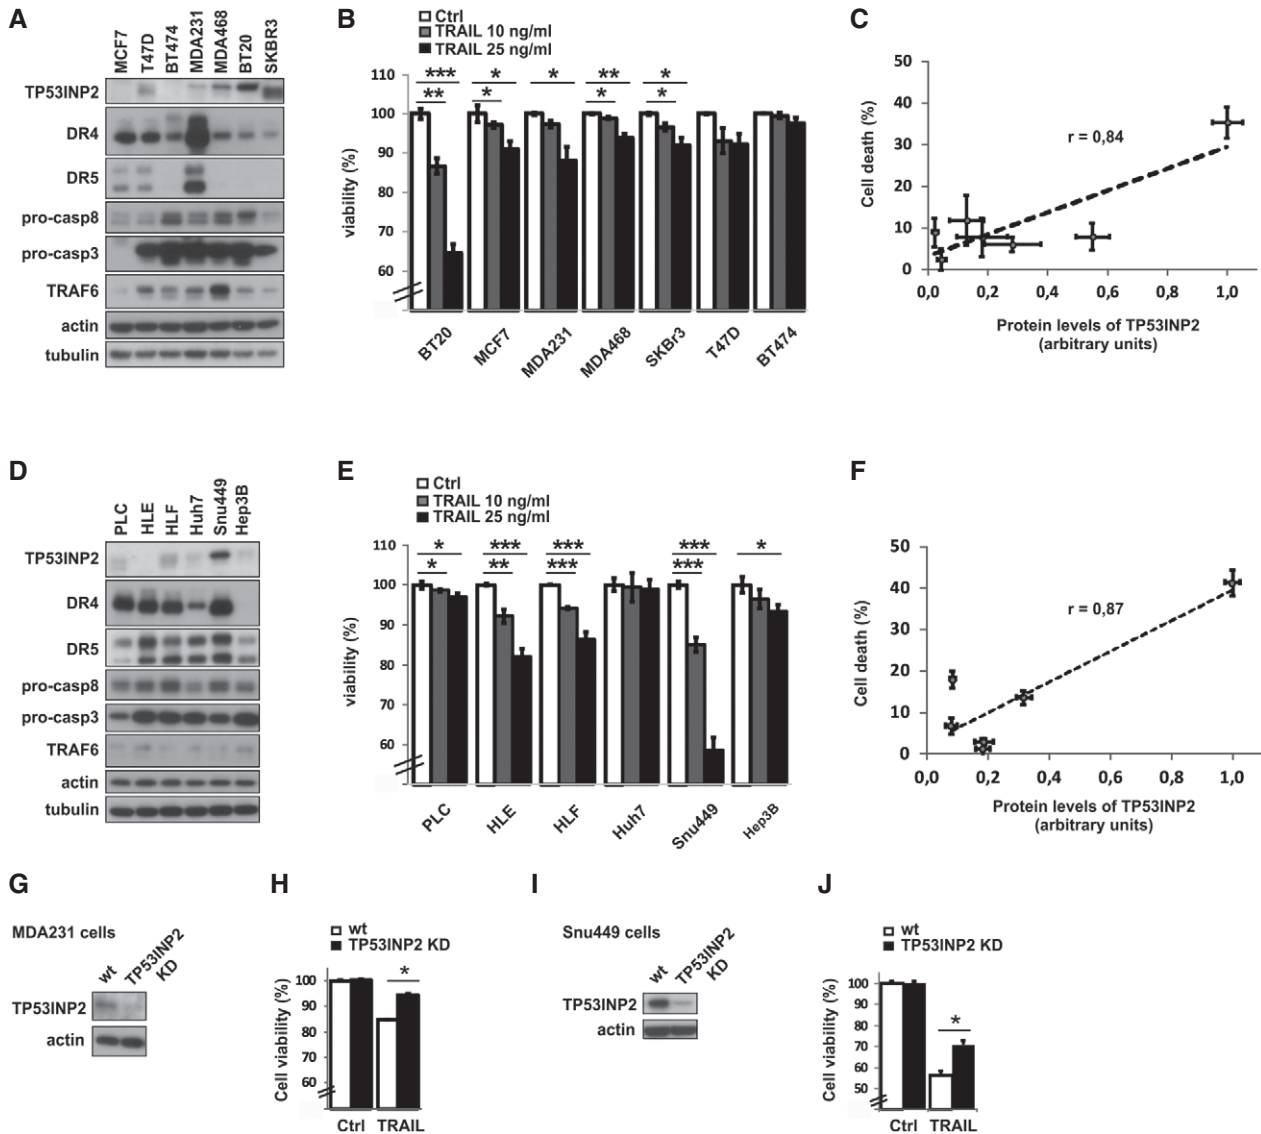 A
MCF7
T47D
BT474
MDA231
MDA468
BT20
SKBR3
TP53INP2
DR4
DR5
pro-casp8
pro-casp3
TRAF6
actin
tubulin
B
Ctrl
TRAIL 10 ng/ml
TRAIL 25 ng/ml
viability (%)
110
100
90
80
70
60
*** * * ** *
** * * *
BT20
MCF7
MDA231
MDA468
SKBr3
T47D
BT474
C
Cell death (%)
50
40
30
20
10
0
r = 0,84
0,0 0,2 0,4 0,6 0,8 1,0
Protein levels of TP53INP2
(arbitrary units)
D
PLC
HLE
HLF
Huh7
Snu449
Hep3B
TP53INP2
DR4
DR5
pro-casp8
pro-casp3
TRAF6
actin
tubulin
E
Ctrl
TRAIL 10 ng/ml
TRAIL 25 ng/ml
viability (%)
110
100
90
80
70
60
* *** *** *** *
* ** *** ***
PLC
HLE
HLF
Huh7
Snu449
Hep3B
F
Cell death (%)
50
40
30
20
10
0
r = 0,87
0,0 0,2 0,4 0,6 0,8 1,0
Protein levels of TP53INP2
(arbitrary units)
G
MDA231 cells
wt
TP53INP2
KD
TP53INP2
actin
H
wt
TP53INP2 KD
Cell viability (%)
100
90
80
70
60
*
Ctrl TRAIL
I
Snu449 cells
wt
TP53INP2
KD
TP53INP2
actin
J
wt
TP53INP2 KD
Cell viability (%)
100
90
80
70
60
50
*
Ctrl TRAIL